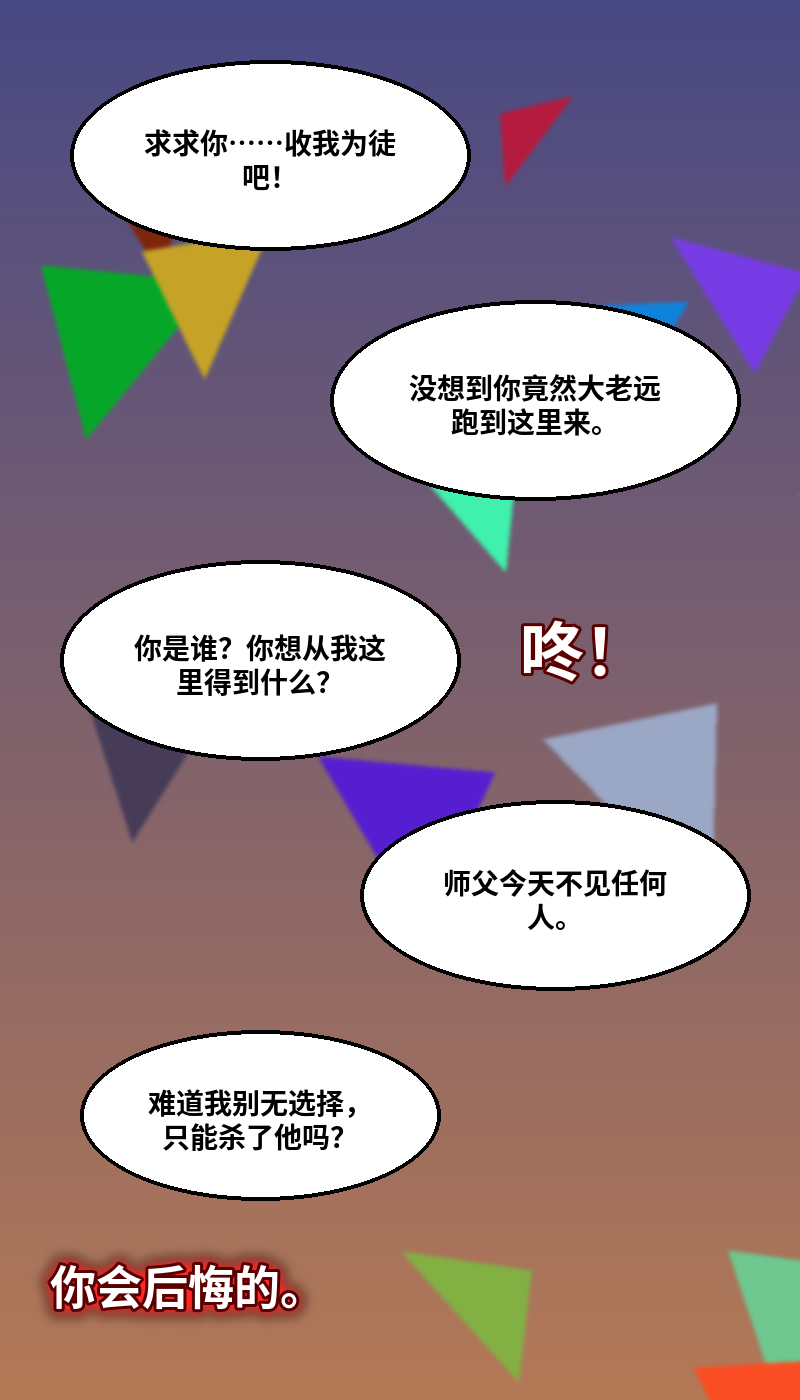 求求你……收我为徒
吧！
没想到你竟然大老远
跑到这里来。
你是谁？你想从我这
里得到什么？
咚！
师父今天不见任何
人。
难道我别无选择，
只能杀了他吗？
你会后悔的。